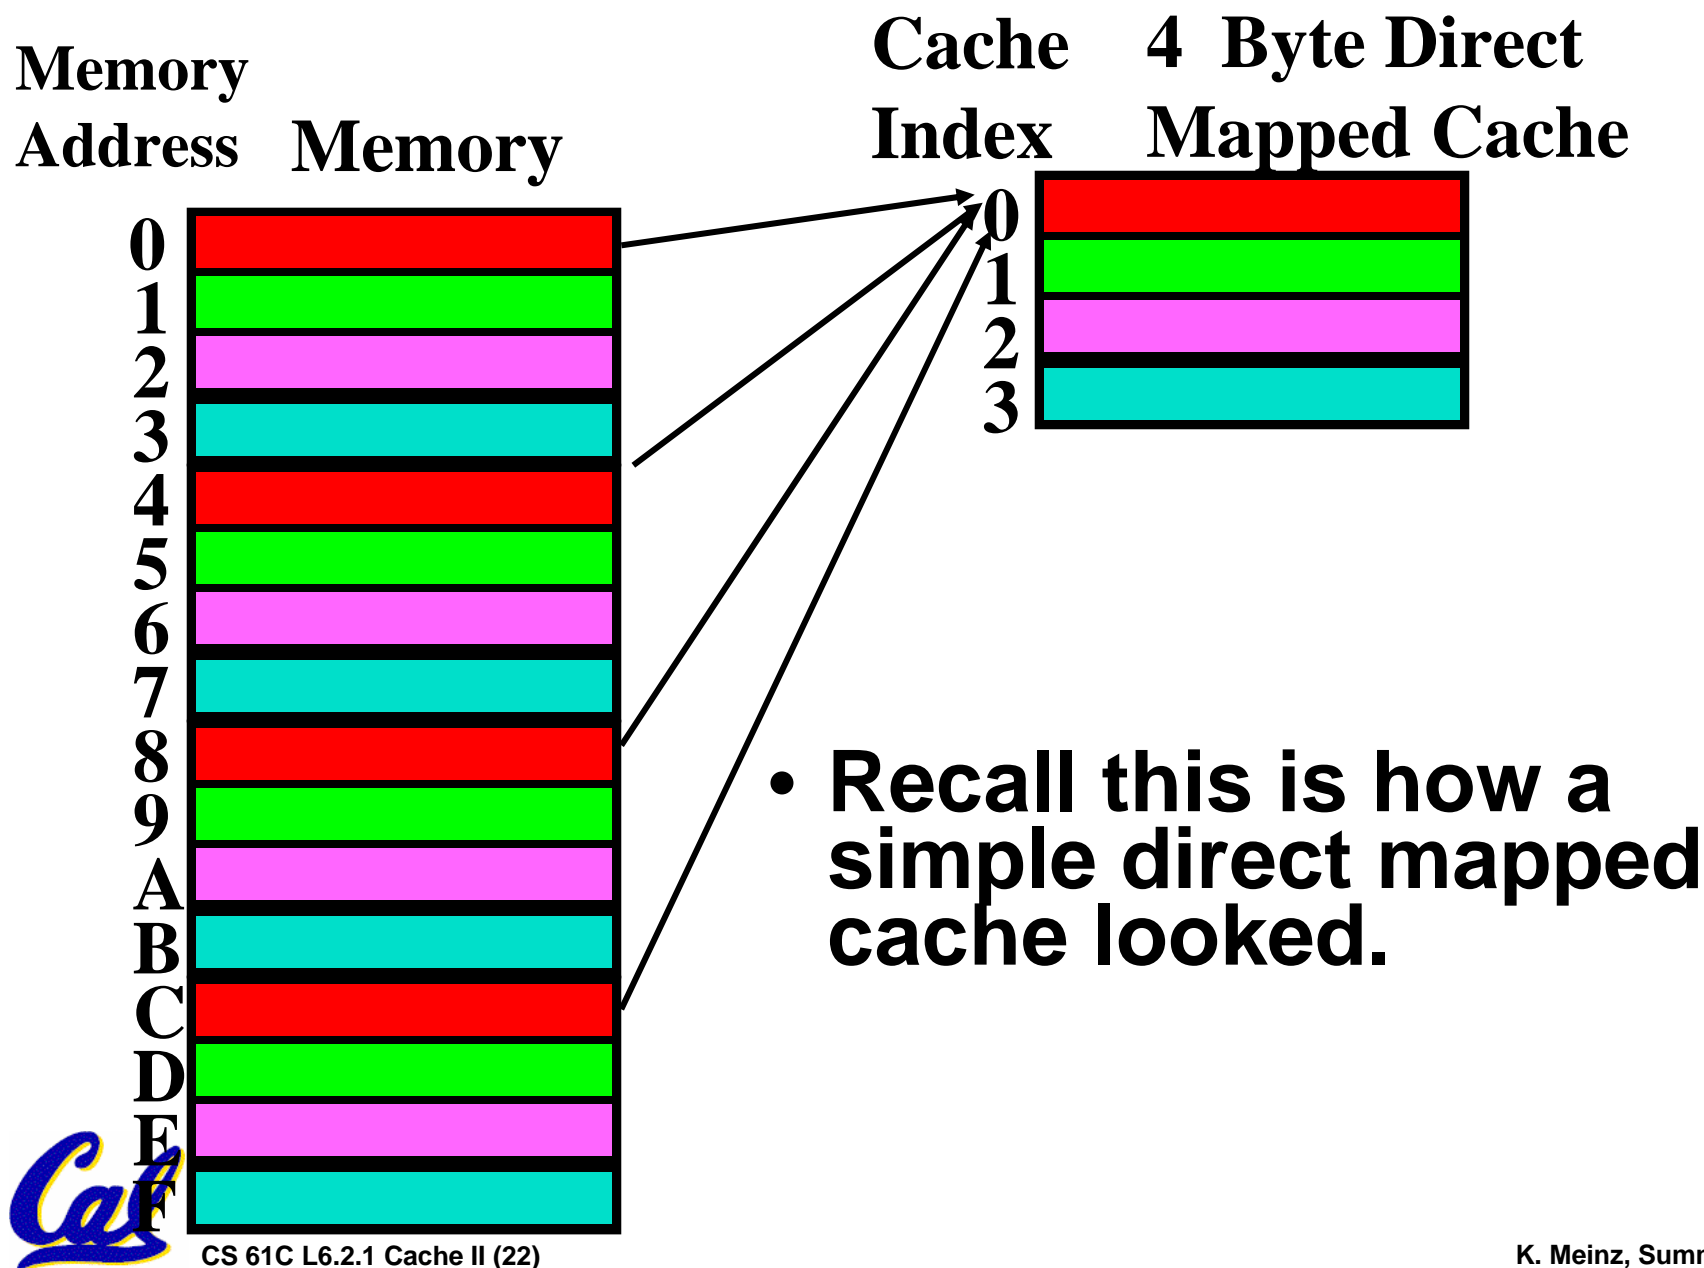 Memory
Address
Memory
Cache
Index
4 Byte Direct
Mapped Cache
0
1
2
3
4
5
6
7
8
9
A
B
C
D
E
F
0
1
2
3
• Recall this is how a
simple direct mapped
cache looked.
Cal
CS 61C L6.2.1 Cache II (22)
K. Meinz,